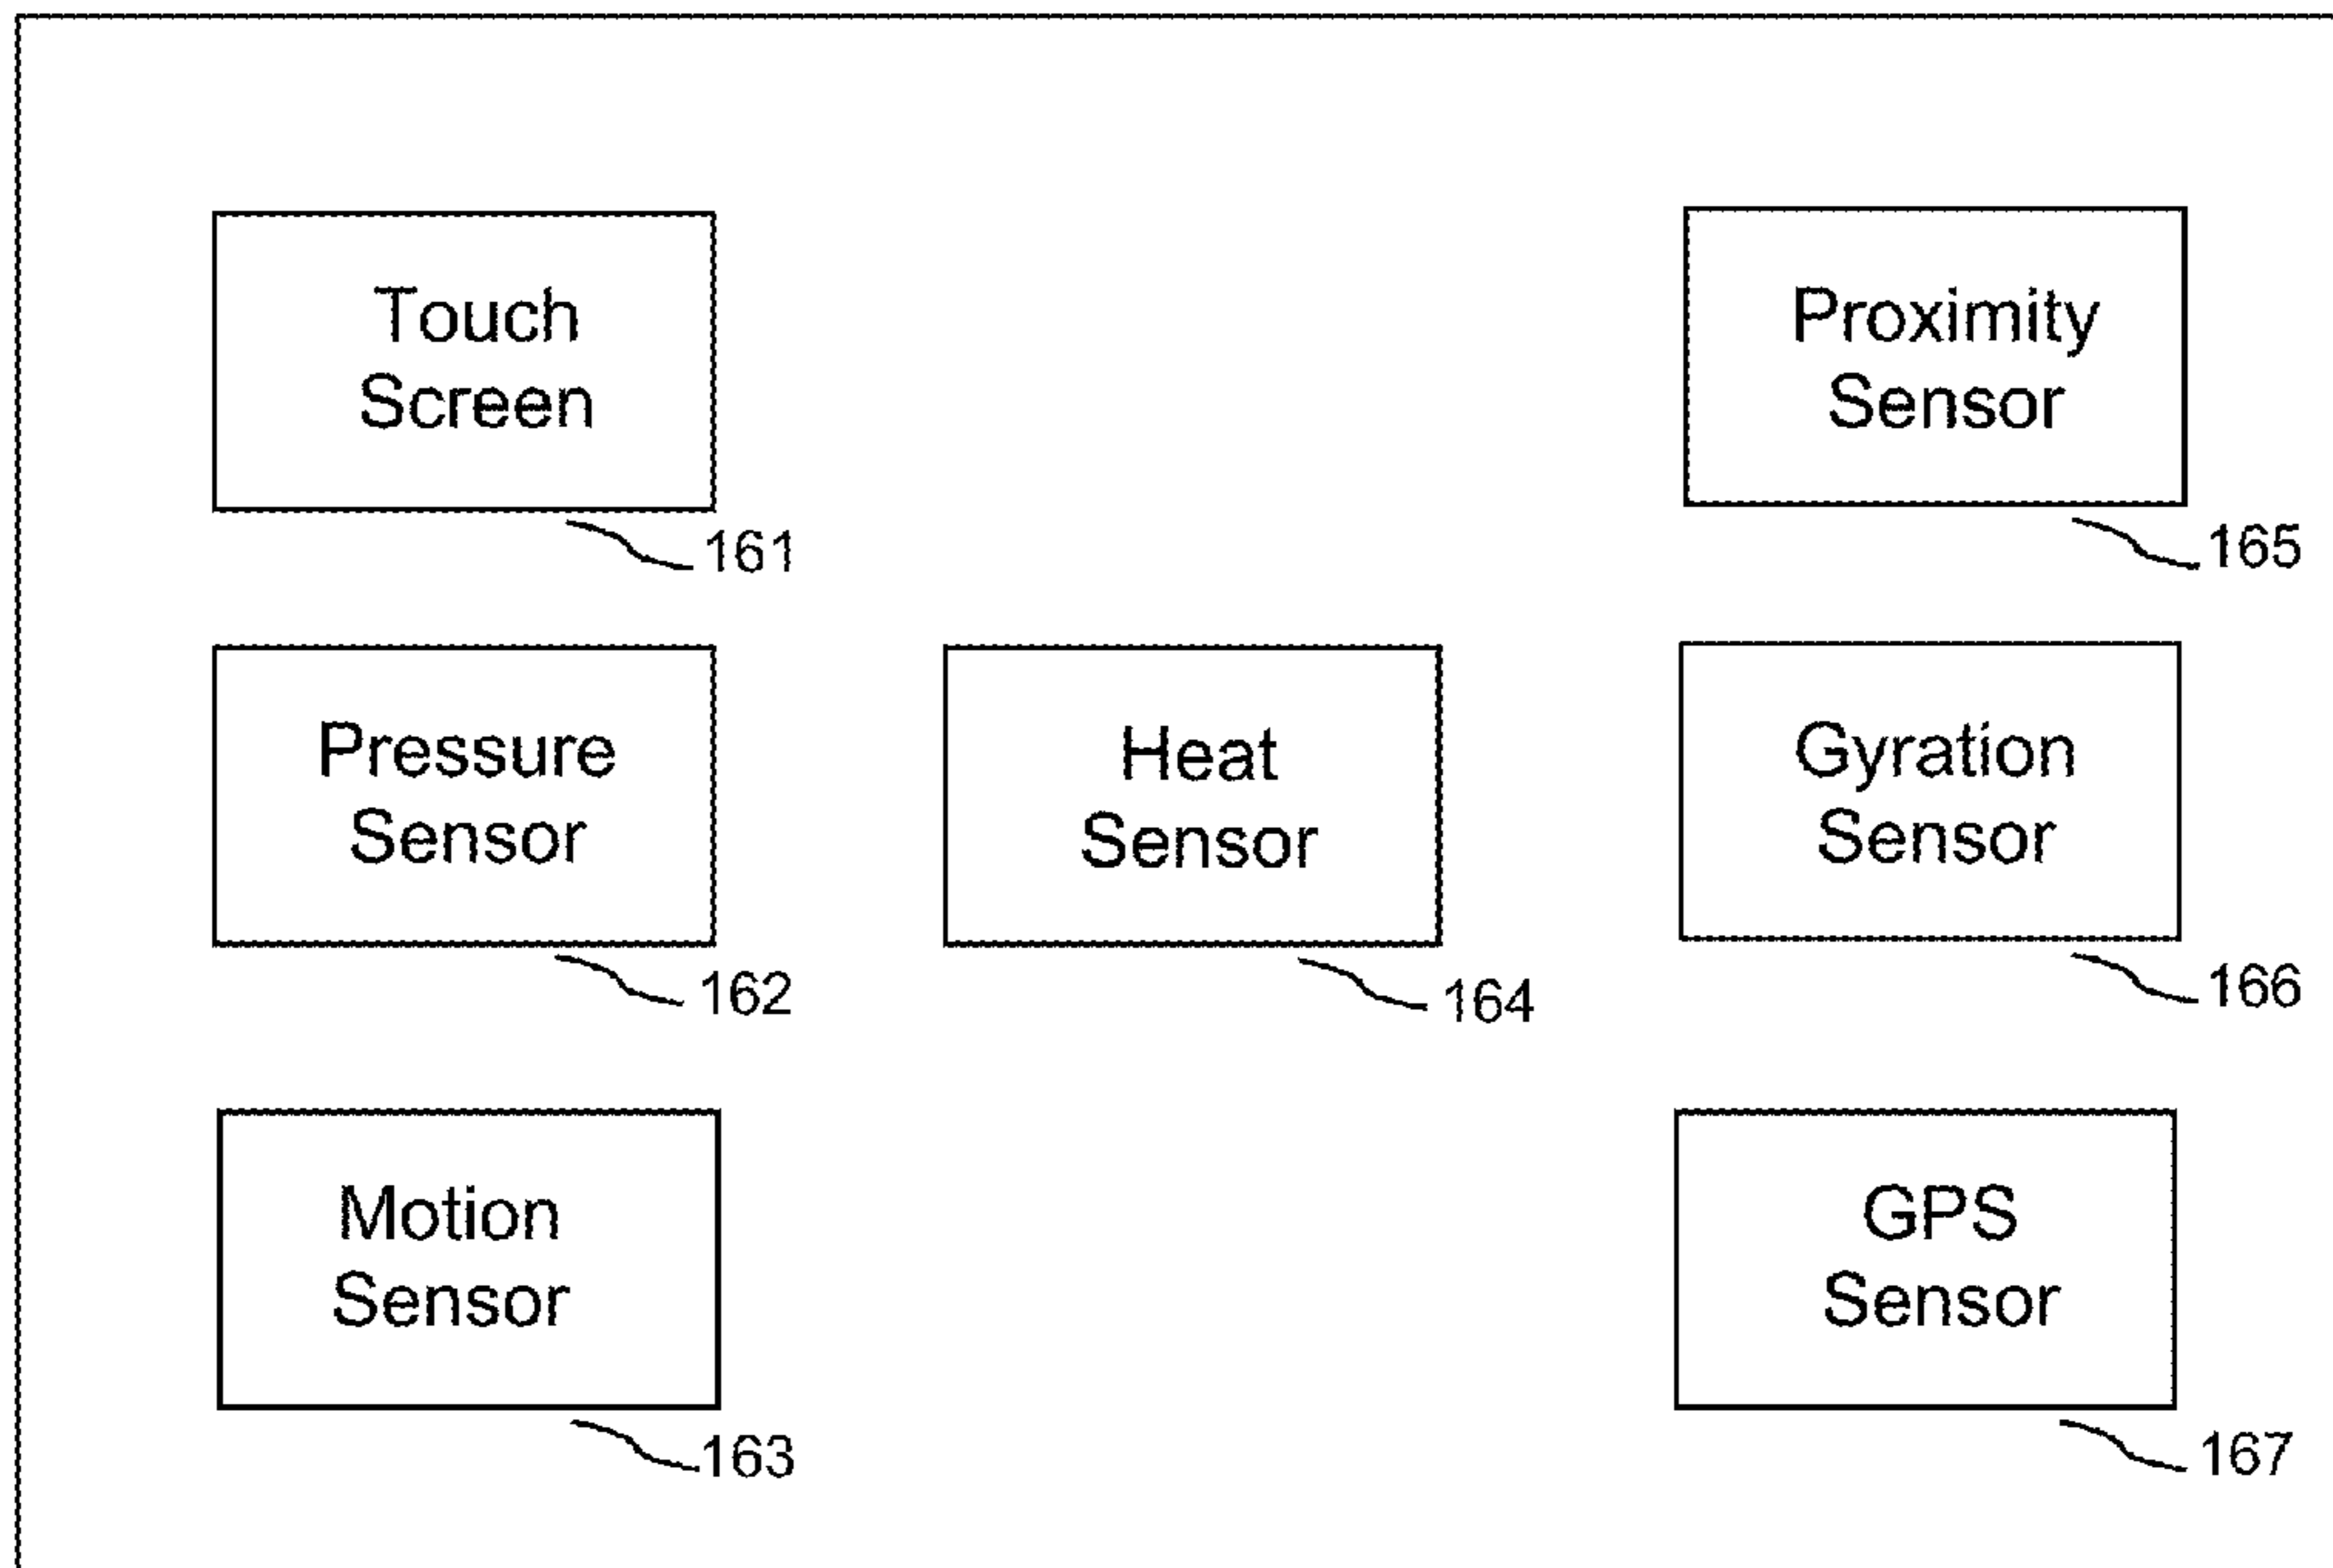 Touch
Screen
161
Proximity
Sensor
165
Pressure
Sensor
162
Heat
Sensor
164
Gyration
Sensor
166
Motion
Sensor
163
GPS
Sensor
167